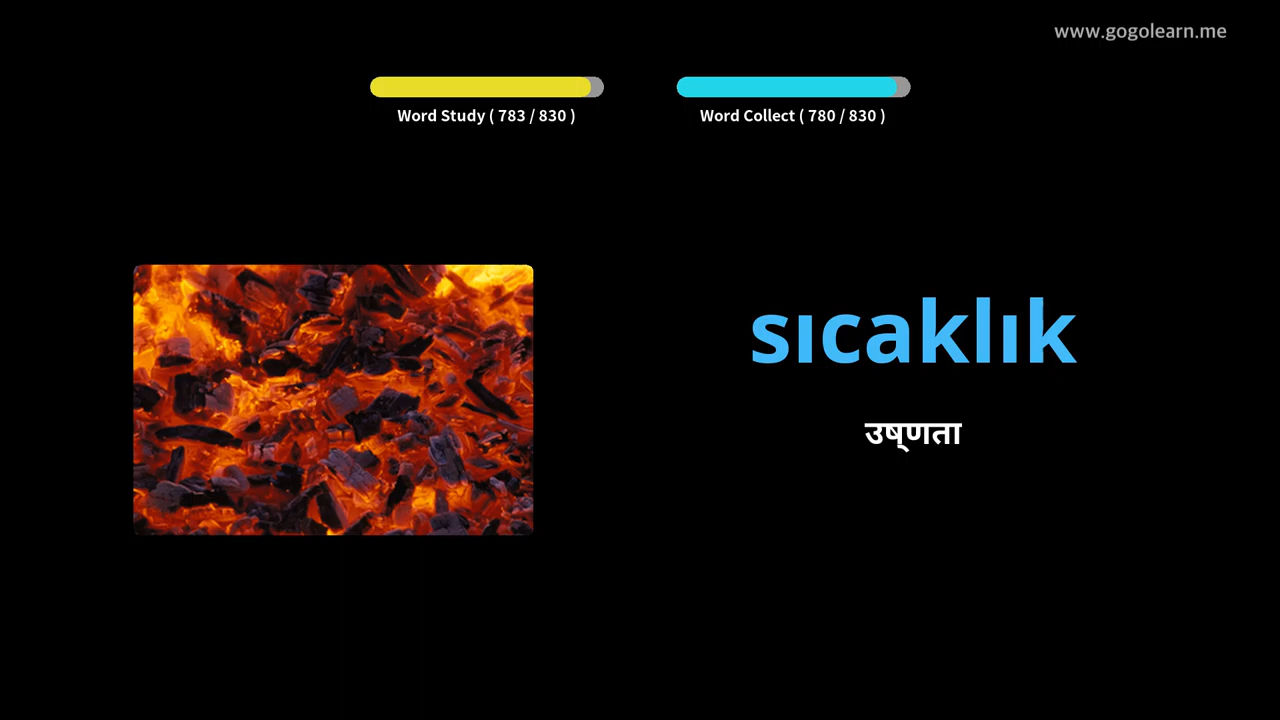 www.gogolearn.me
Word Study ( 783 / 830 )
Word Collect ( 780 / 830 )
sıcaklık
उष्णता